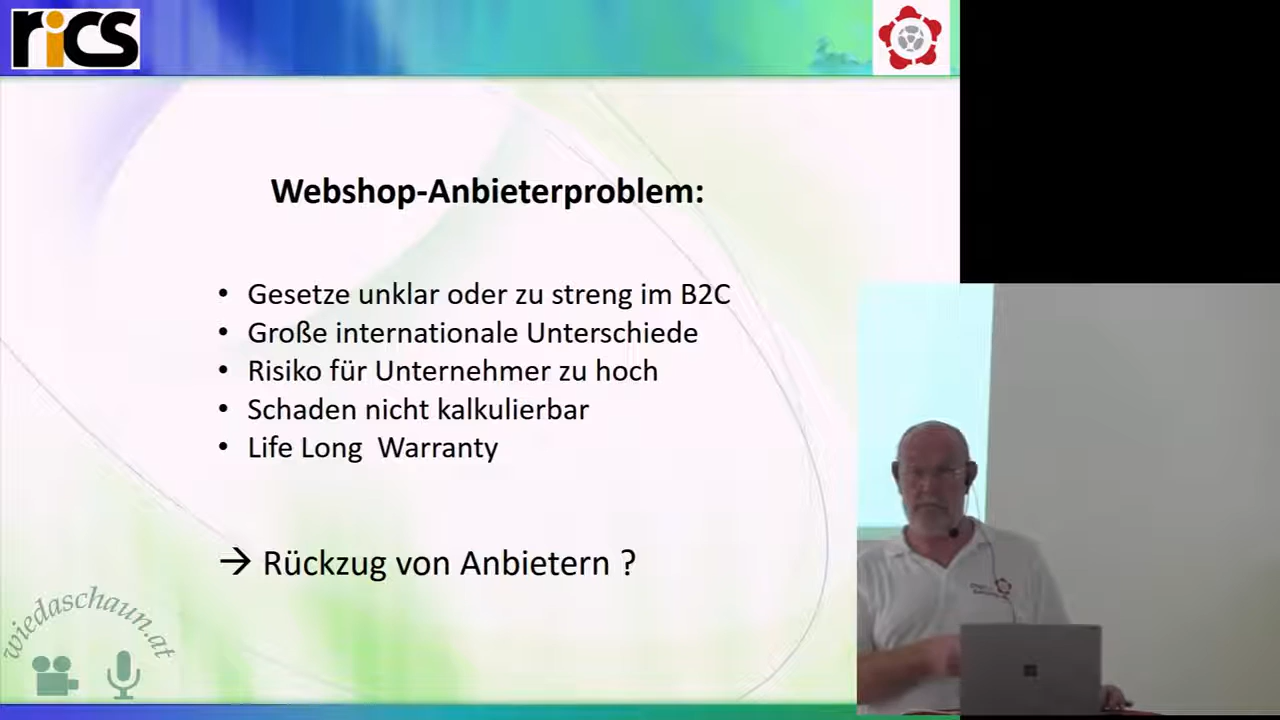 rics
Webshop-Anbieterproblem:
• Gesetze unklar oder zu streng im B2C
• Große internationale Unterschiede
• Risiko für Unternehmer zu hoch
• Schaden nicht kalkulierbar
• Life Long Warranty
→ Rückzug von Anbietern ?
wiedaschaun.at